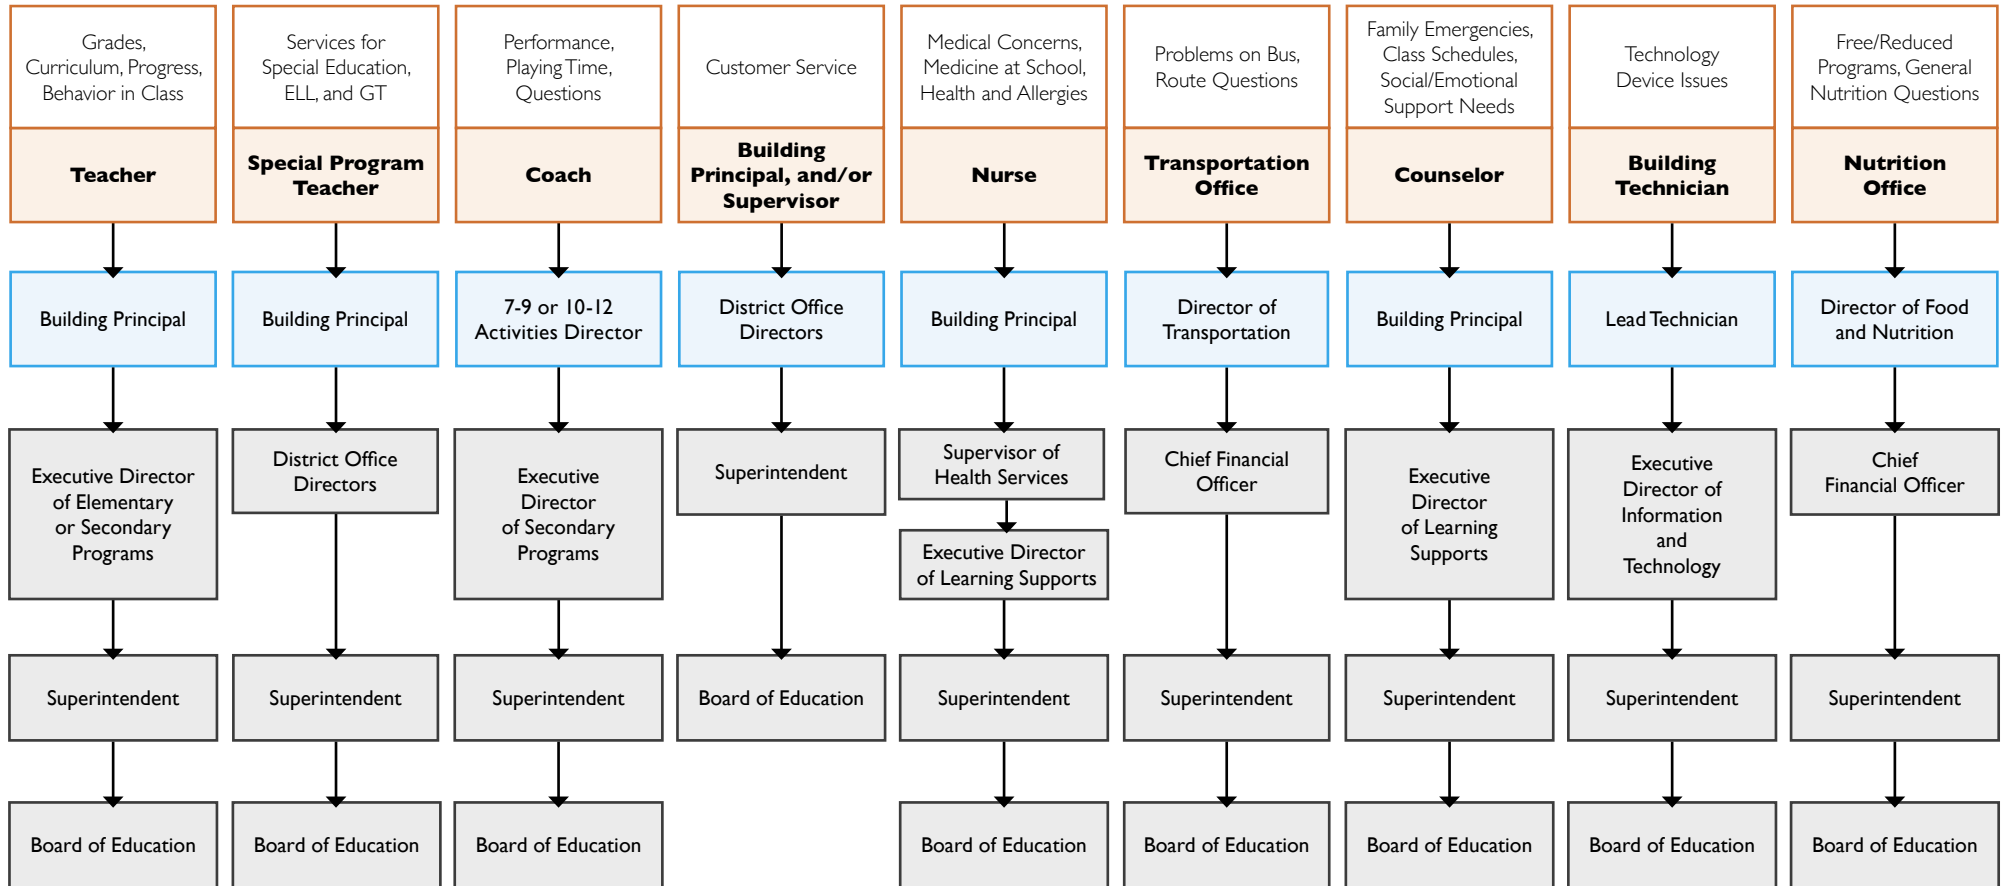 Grades,
Curriculum, Progress,
Behavior in Class
Services for
Special Education,
ELL, and GT
Performance,
Playing Time,
Questions
Customer Service
Medical Concerns,
Medicine at School,
Health and Allergies
Problems on Bus,
Route Questions
Family Emergencies,
Class Schedules,
Social/Emotional
Support Needs
Technology
Device Issues
Free/Reduced
Programs, General
Nutrition Questions
Teacher
Special Program
Teacher
Coach
Building
Principal, and/or
Supervisor
Nurse
Transportation
Office
Counselor
Building
Technician
Nutrition
Office
Building Principal
Building Principal
7-9 or 10-12
Activities Director
District Office
Directors
Building Principal
Director of
Transportation
Building Principal
Lead Technician
Director of Food
and Nutrition
Executive Director
of Elementary
or Secondary
Programs
District Office
Directors
Executive
Director
of Secondary
Programs
Superintendent
Supervisor of
Health Services
Executive Director
of Learning Supports
Chief Financial
Officer
Executive
Director
of Learning
Supports
Executive
Director of
Information
and
Technology
Chief
Financial Officer
Superintendent
Superintendent
Superintendent
Board of Education
Superintendent
Superintendent
Superintendent
Superintendent
Superintendent
Board of Education
Board of Education
Board of Education
Board of Education
Board of Education
Board of Education
Board of Education
Board of Education